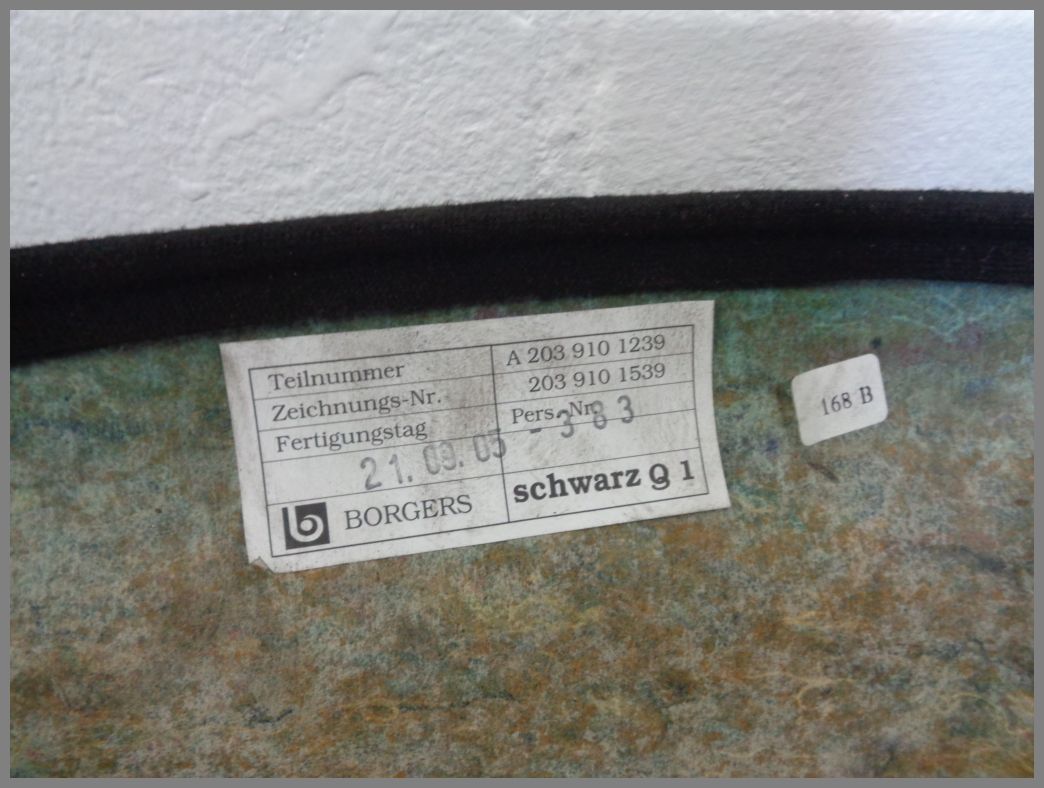 Teilnummer A 203 910 1239
Zeichnungs-Nr. 203 910 1539
Fertigungstag Pers.-Nr.
21.09.05 - 383
BORGERS schwarz Q 1
168 B